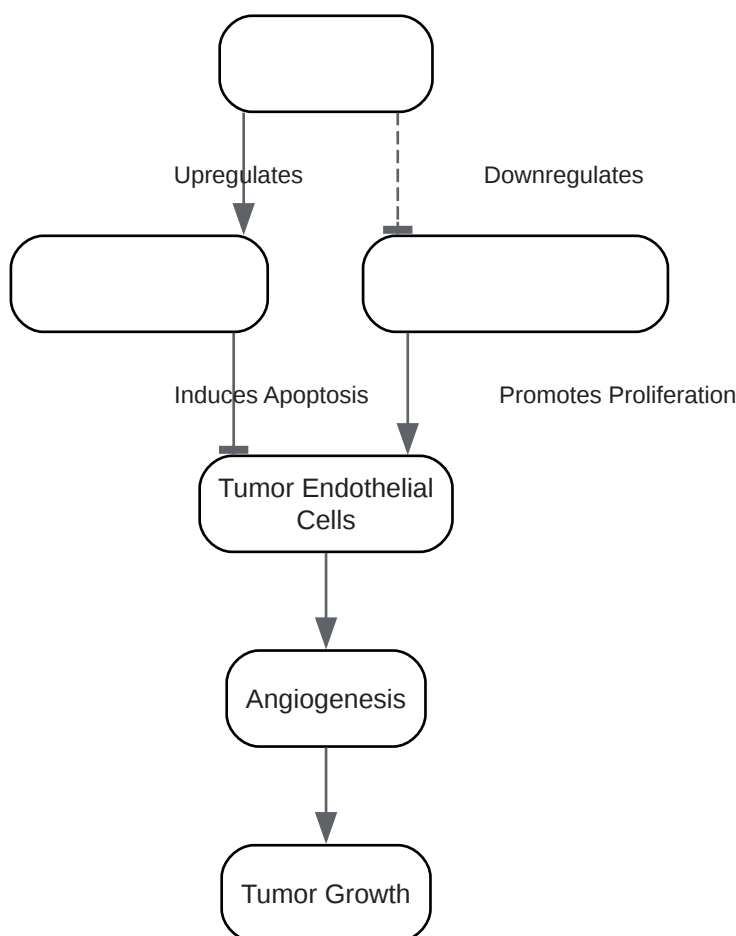 Upregulates
Downregulates
Induces Apoptosis
Promotes Proliferation
Tumor Endothelial
Cells
Angiogenesis
Tumor Growth